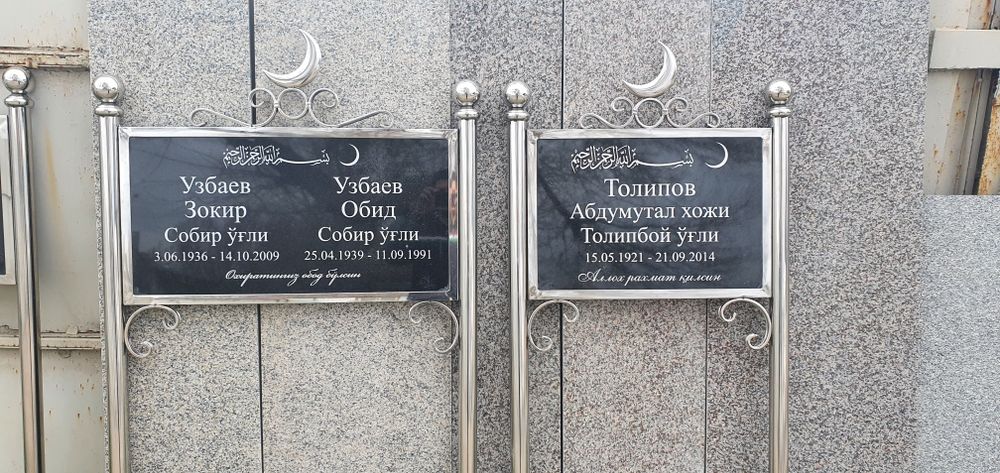 بسم الله الرحمن الرحيم
Узбаев
Зокир
Собир ўғли
3.06.1936 - 14.10.2009
Узбаев
Обид
Собир ўғли
25.04.1939 - 11.09.1991
Охиратингиз обод бўлсин
بسم الله الرحمن الرحيم
Толипов
Абдумутал хожи
Толипбой ўғли
15.05.1921 - 21.09.2014
Аллох рахмат қилсин